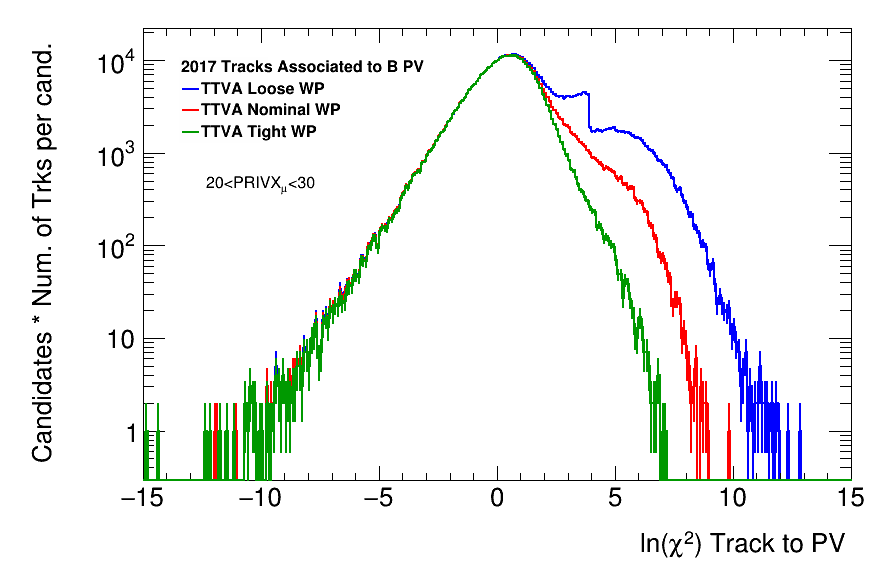 Candidates * Num. of Trks per cand.
2017 Tracks Associated to B PV
TTVA Loose WP
TTVA Nominal WP
TTVA Tight WP
20<PRIVX_μ<30
10⁴
10³
10²
10
1
−15 −10 −5 0 5 10 15
ln(χ²) Track to PV